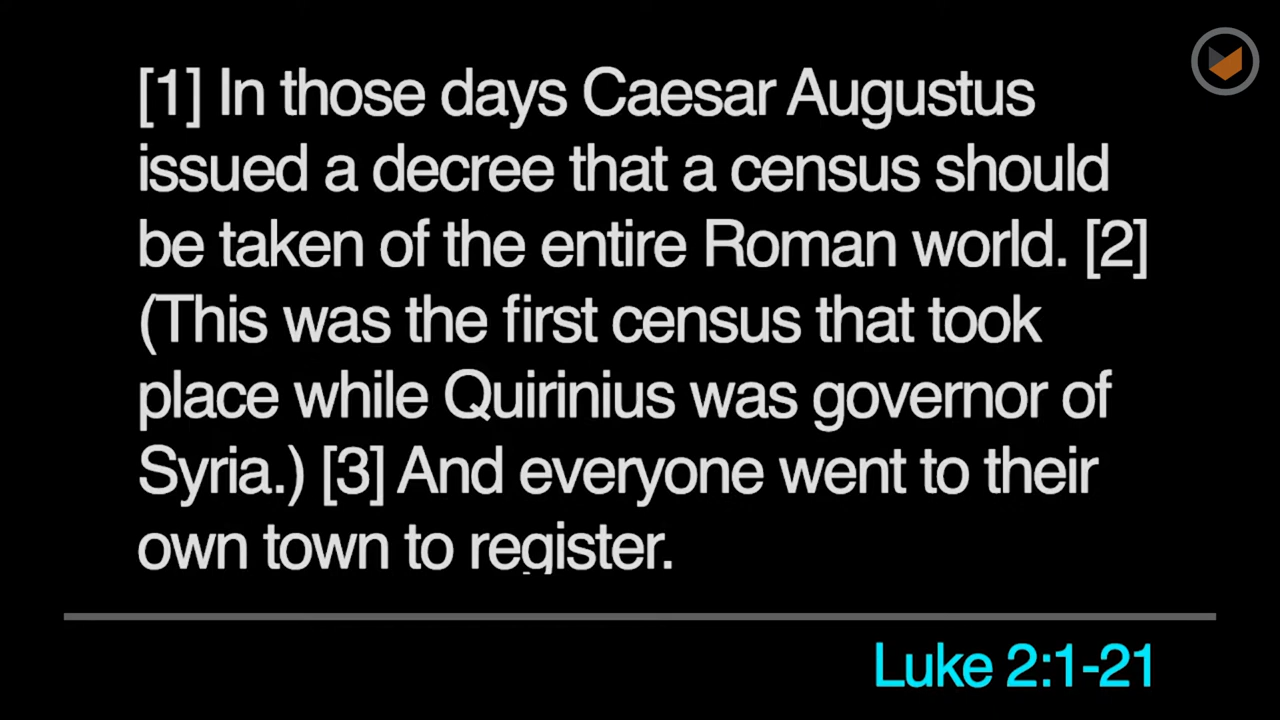 [1] In those days Caesar Augustus
issued a decree that a census should
be taken of the entire Roman world. [2]
(This was the first census that took
place while Quirinius was governor of
Syria.) [3] And everyone went to their
own town to register.
Luke 2:1-21